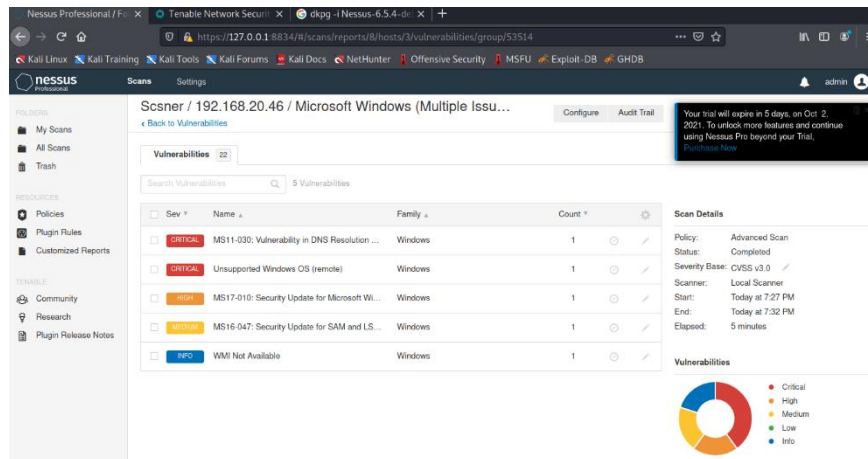 Nessus Professional / Fo
Tenable Network Securit
dkpg -i Nessus-6.5.4-de
https://127.0.0.1:8834/#/scans/reports/8/hosts/3/vulnerabilities/group/53514
Kali Linux
Kali Training
Kali Tools
Kali Forums
Kali Docs
NetHunter
Offensive Security
MSFU
Exploit-DB
GHDB
nessus
Professional
Scans
Settings
admin
FOLDERS
My Scans
All Scans
Trash
RESOURCES
Policies
Plugin Rules
Customized Reports
TENABLE
Community
Research
Plugin Release Notes
Scsner / 192.168.20.46 / Microsoft Windows (Multiple Issu...
‹ Back to Vulnerabilities
Configure
Audit Trail
Your trial will expire in 5 days, on Oct 2,
2021. To unlock more features and continue
using Nessus Pro beyond your Trial,
Purchase Now
Vulnerabilities 22
Search Vulnerabilities
5 Vulnerabilities
Sev Name Family Count
CRITICAL MS11-030: Vulnerability in DNS Resolution ... Windows 1
CRITICAL Unsupported Windows OS (remote) Windows 1
HIGH MS17-010: Security Update for Microsoft Wi... Windows 1
MEDIUM MS16-047: Security Update for SAM and LS... Windows 1
INFO WMI Not Available Windows 1
Scan Details
Policy: Advanced Scan
Status: Completed
Severity Base: CVSS v3.0
Scanner: Local Scanner
Start: Today at 7:27 PM
End: Today at 7:32 PM
Elapsed: 5 minutes
Vulnerabilities
Critical
High
Medium
Low
Info